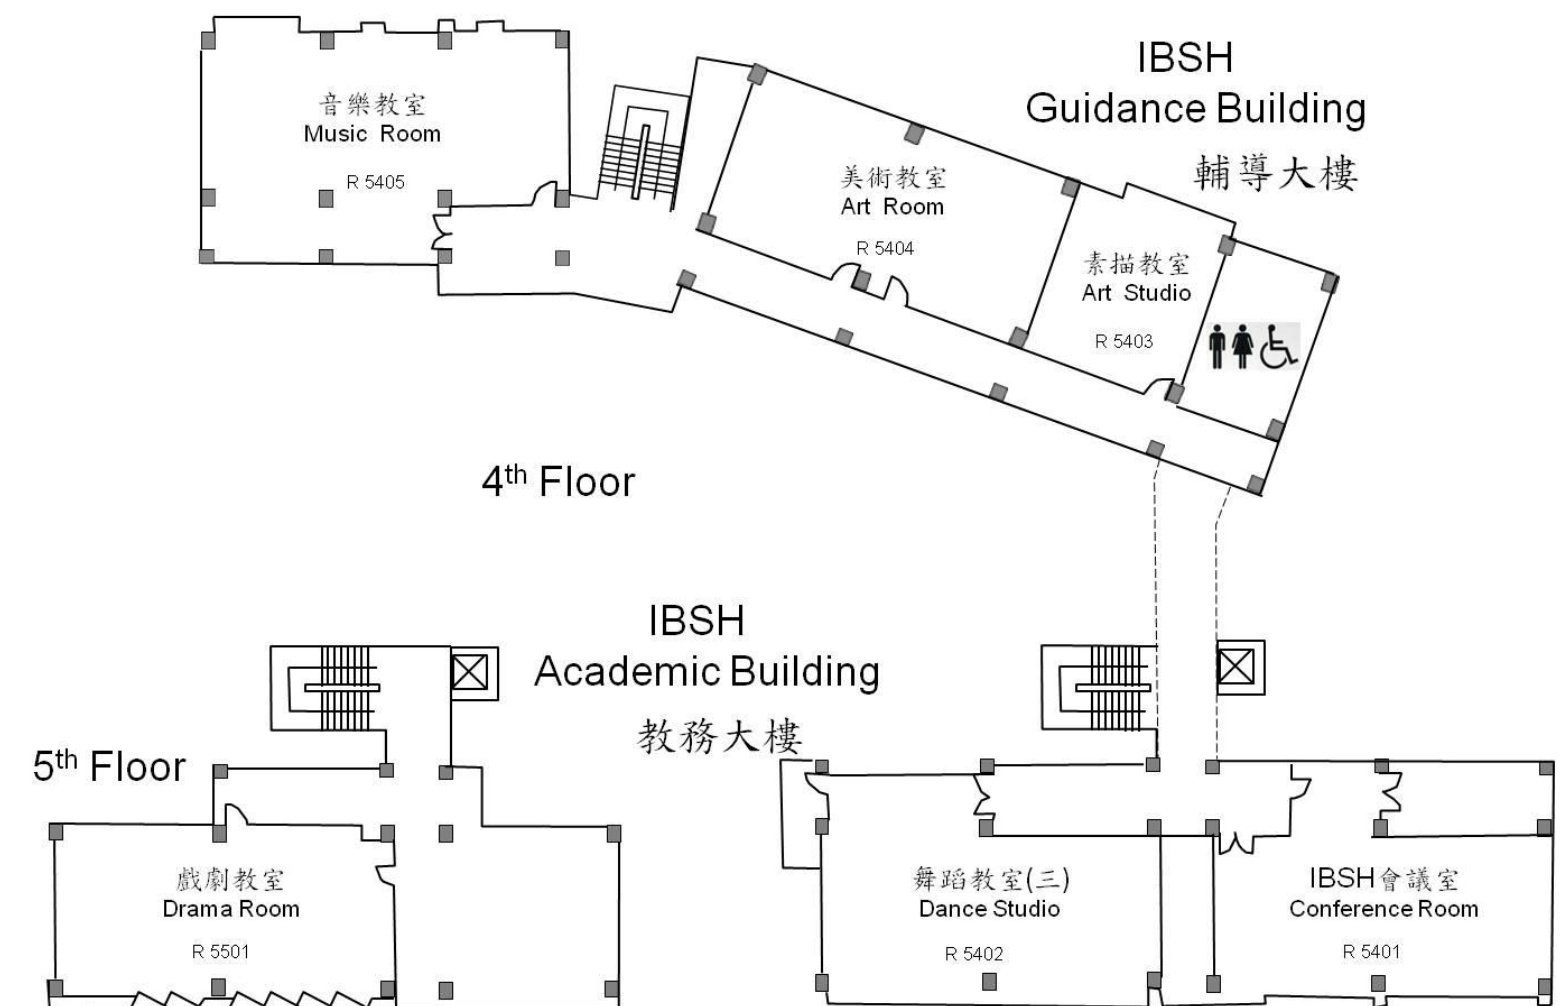 IBSH
Guidance Building
輔導大樓
音樂教室
Music Room
R 5405
美術教室
Art Room
R 5404
素描教室
Art Studio
R 5403
4th Floor
IBSH
Academic Building
教務大樓
5th Floor
戲劇教室
Drama Room
R 5501
舞蹈教室(三)
Dance Studio
R 5402
IBSH會議室
Conference Room
R 5401